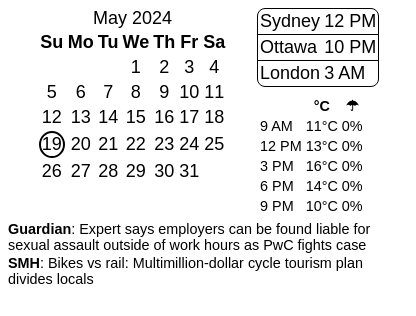 May 2024
Su Mo Tu We Th Fr Sa
1 2 3 4
5 6 7 8 9 10 11
12 13 14 15 16 17 18
19 20 21 22 23 24 25
26 27 28 29 30 31
Sydney 12 PM
Ottawa 10 PM
London 3 AM
°C ☂
9 AM 11°C 0%
12 PM 13°C 0%
3 PM 16°C 0%
6 PM 14°C 0%
9 PM 10°C 0%
Guardian: Expert says employers can be found liable for
sexual assault outside of work hours as PwC fights case
SMH: Bikes vs rail: Multimillion-dollar cycle tourism plan
divides locals